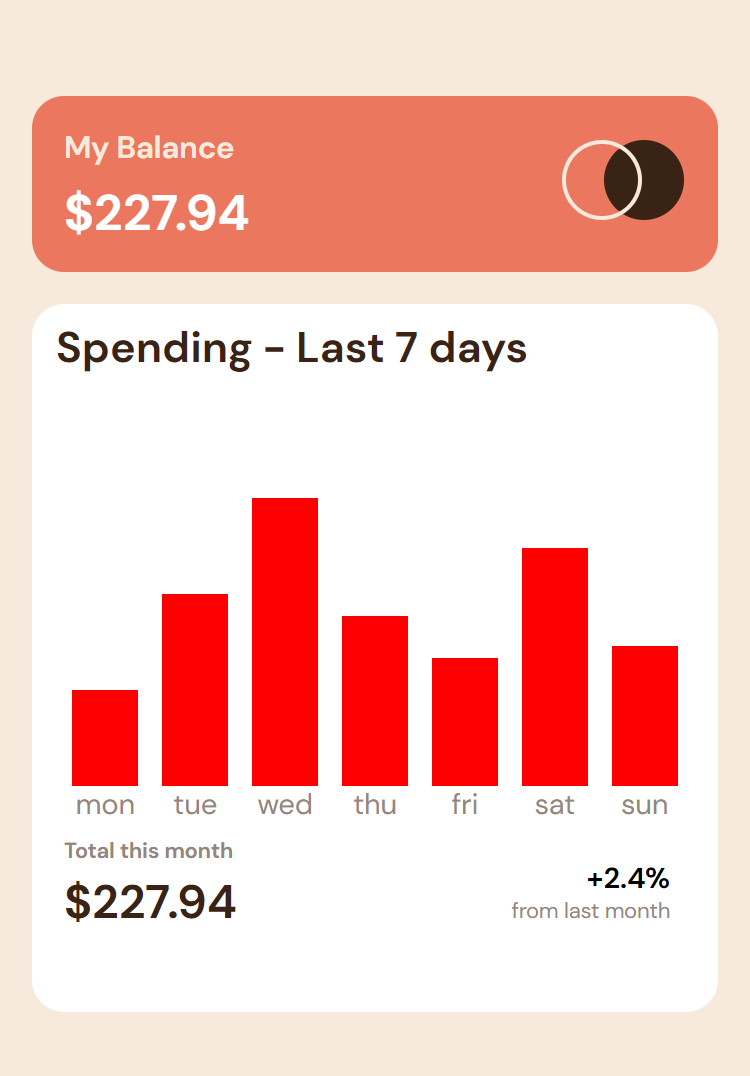 My Balance
$227.94
Spending - Last 7 days
mon tue wed thu fri sat sun
Total this month
$227.94
+2.4%
from last month